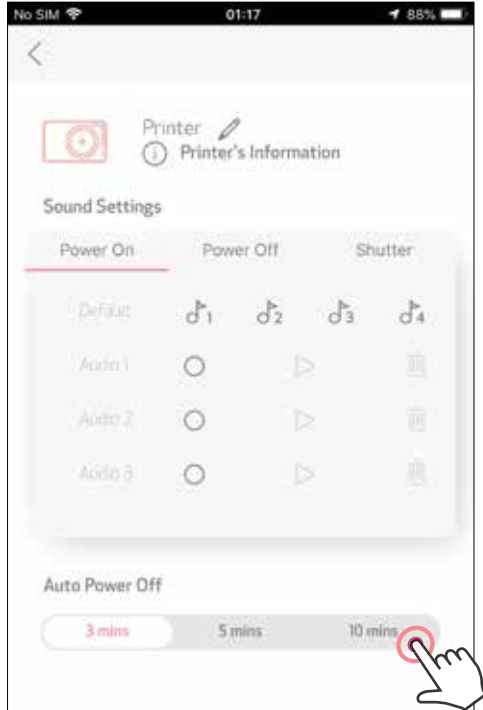 No SIM 01:17 88%
Printer
Printer's Information
Sound Settings
Power On Power Off Shutter
Default 1 2 3 4
Audio 1
Audio 2
Audio 3
Auto Power Off
3 mins 5 mins 10 mins